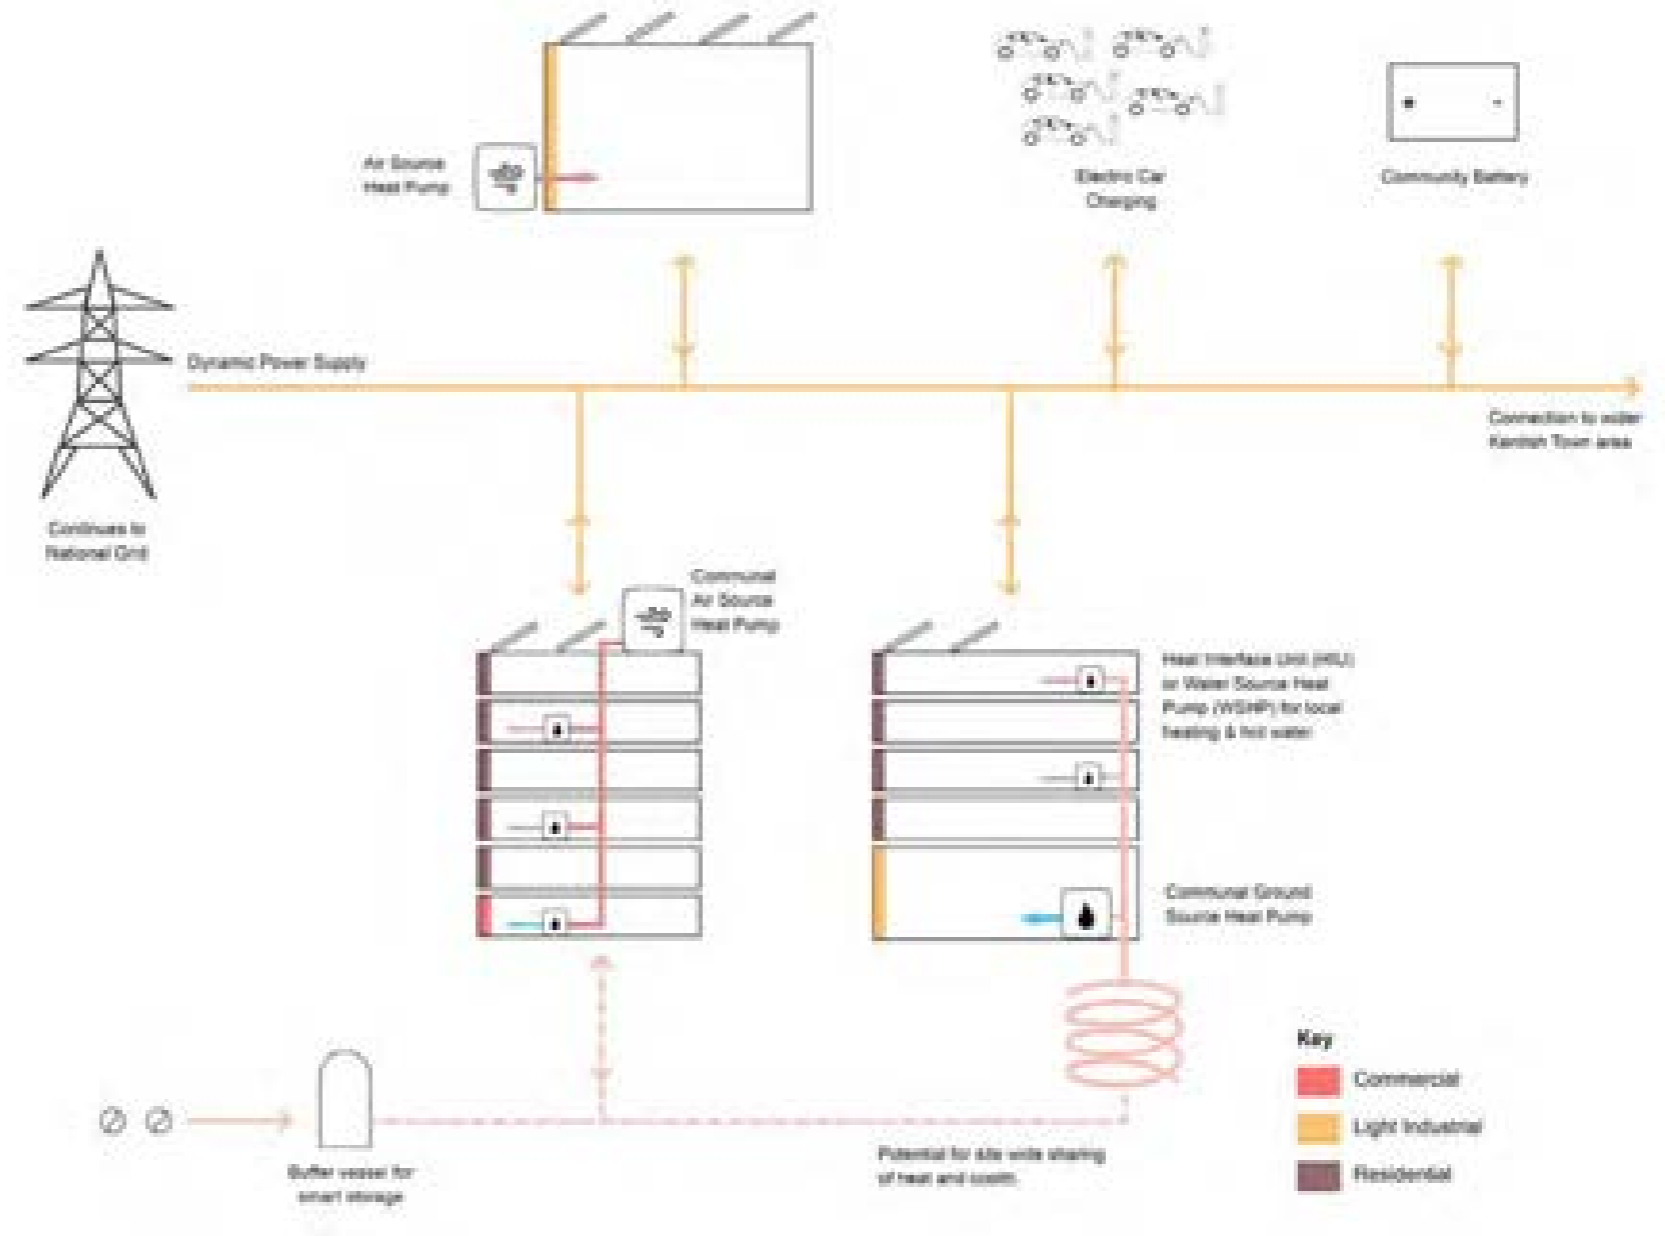 Air Source
Heat Pump
Electric Car
Charging
Community Battery
Dynamic Power Supply
Connection to wider
Kentish Town area
Continues to
National Grid
Communal
Air Source
Heat Pump
Heat Interface Unit (HIU)
or Water Source Heat
Pump (WSHP) for local
heating & hot water
Communal Ground
Source Heat Pump
Buffer vessel for
smart storage
Potential for site wide sharing
of heat and
Key
Commercial
Light Industrial
Residential